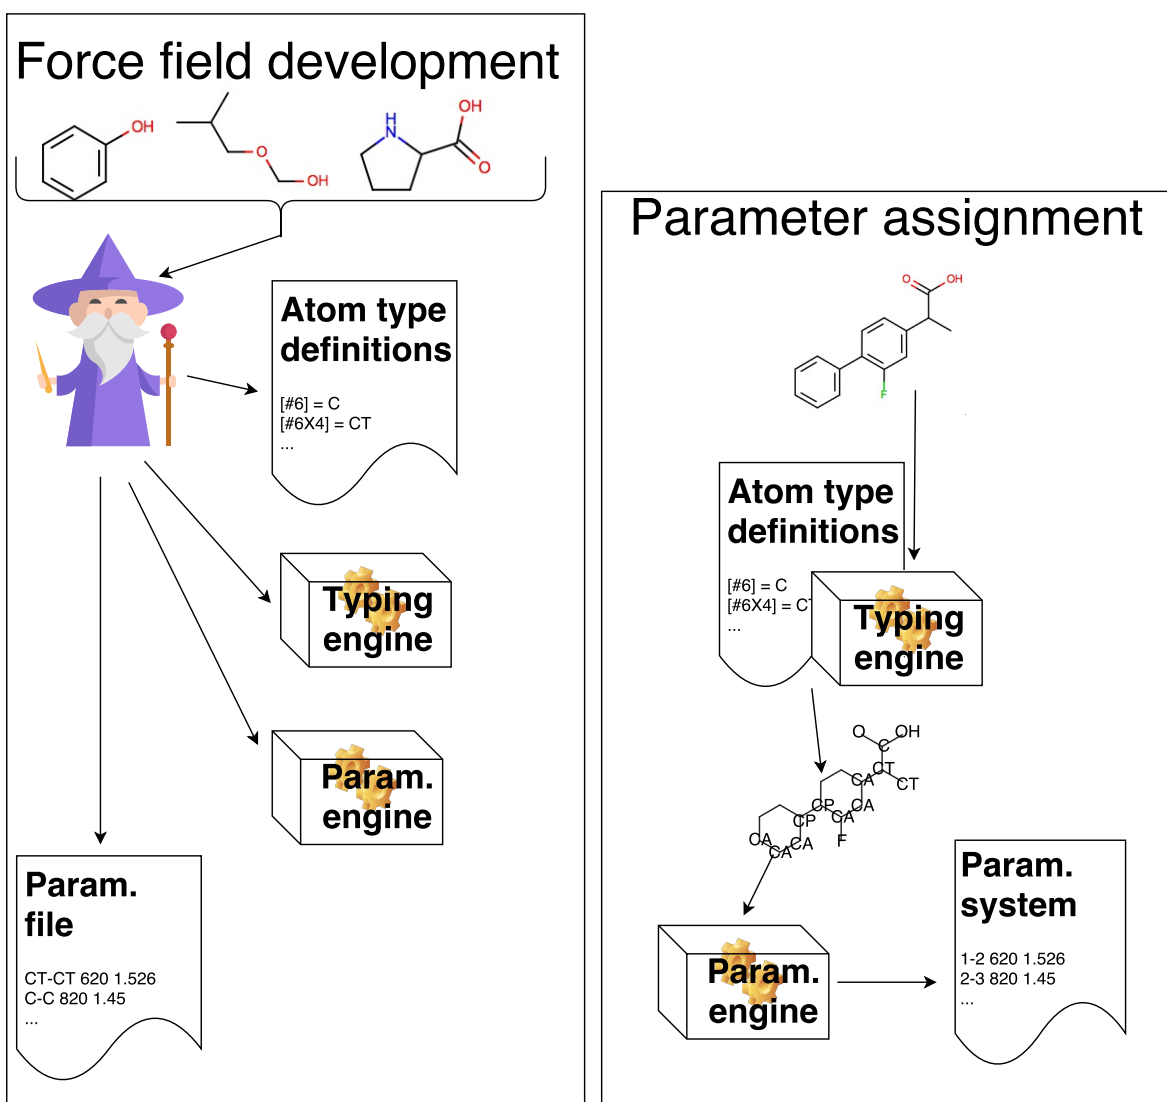 Force field development
OH
O
OH
H
N
OH
O
Atom type
definitions
[#6] = C
[#6X4] = CT
...
Typing
engine
Param.
engine
Param.
file
CT-CT 620 1.526
C-C 820 1.45
...
Parameter assignment
O
OH
F
Atom type
definitions
[#6] = C
[#6X4] = CT
...
Typing
engine
O
OH
C
CT
CA
CT
CP
CA
CA
CP
F
CA
CA
CA
Param.
engine
Param.
system
1-2 620 1.526
2-3 820 1.45
...